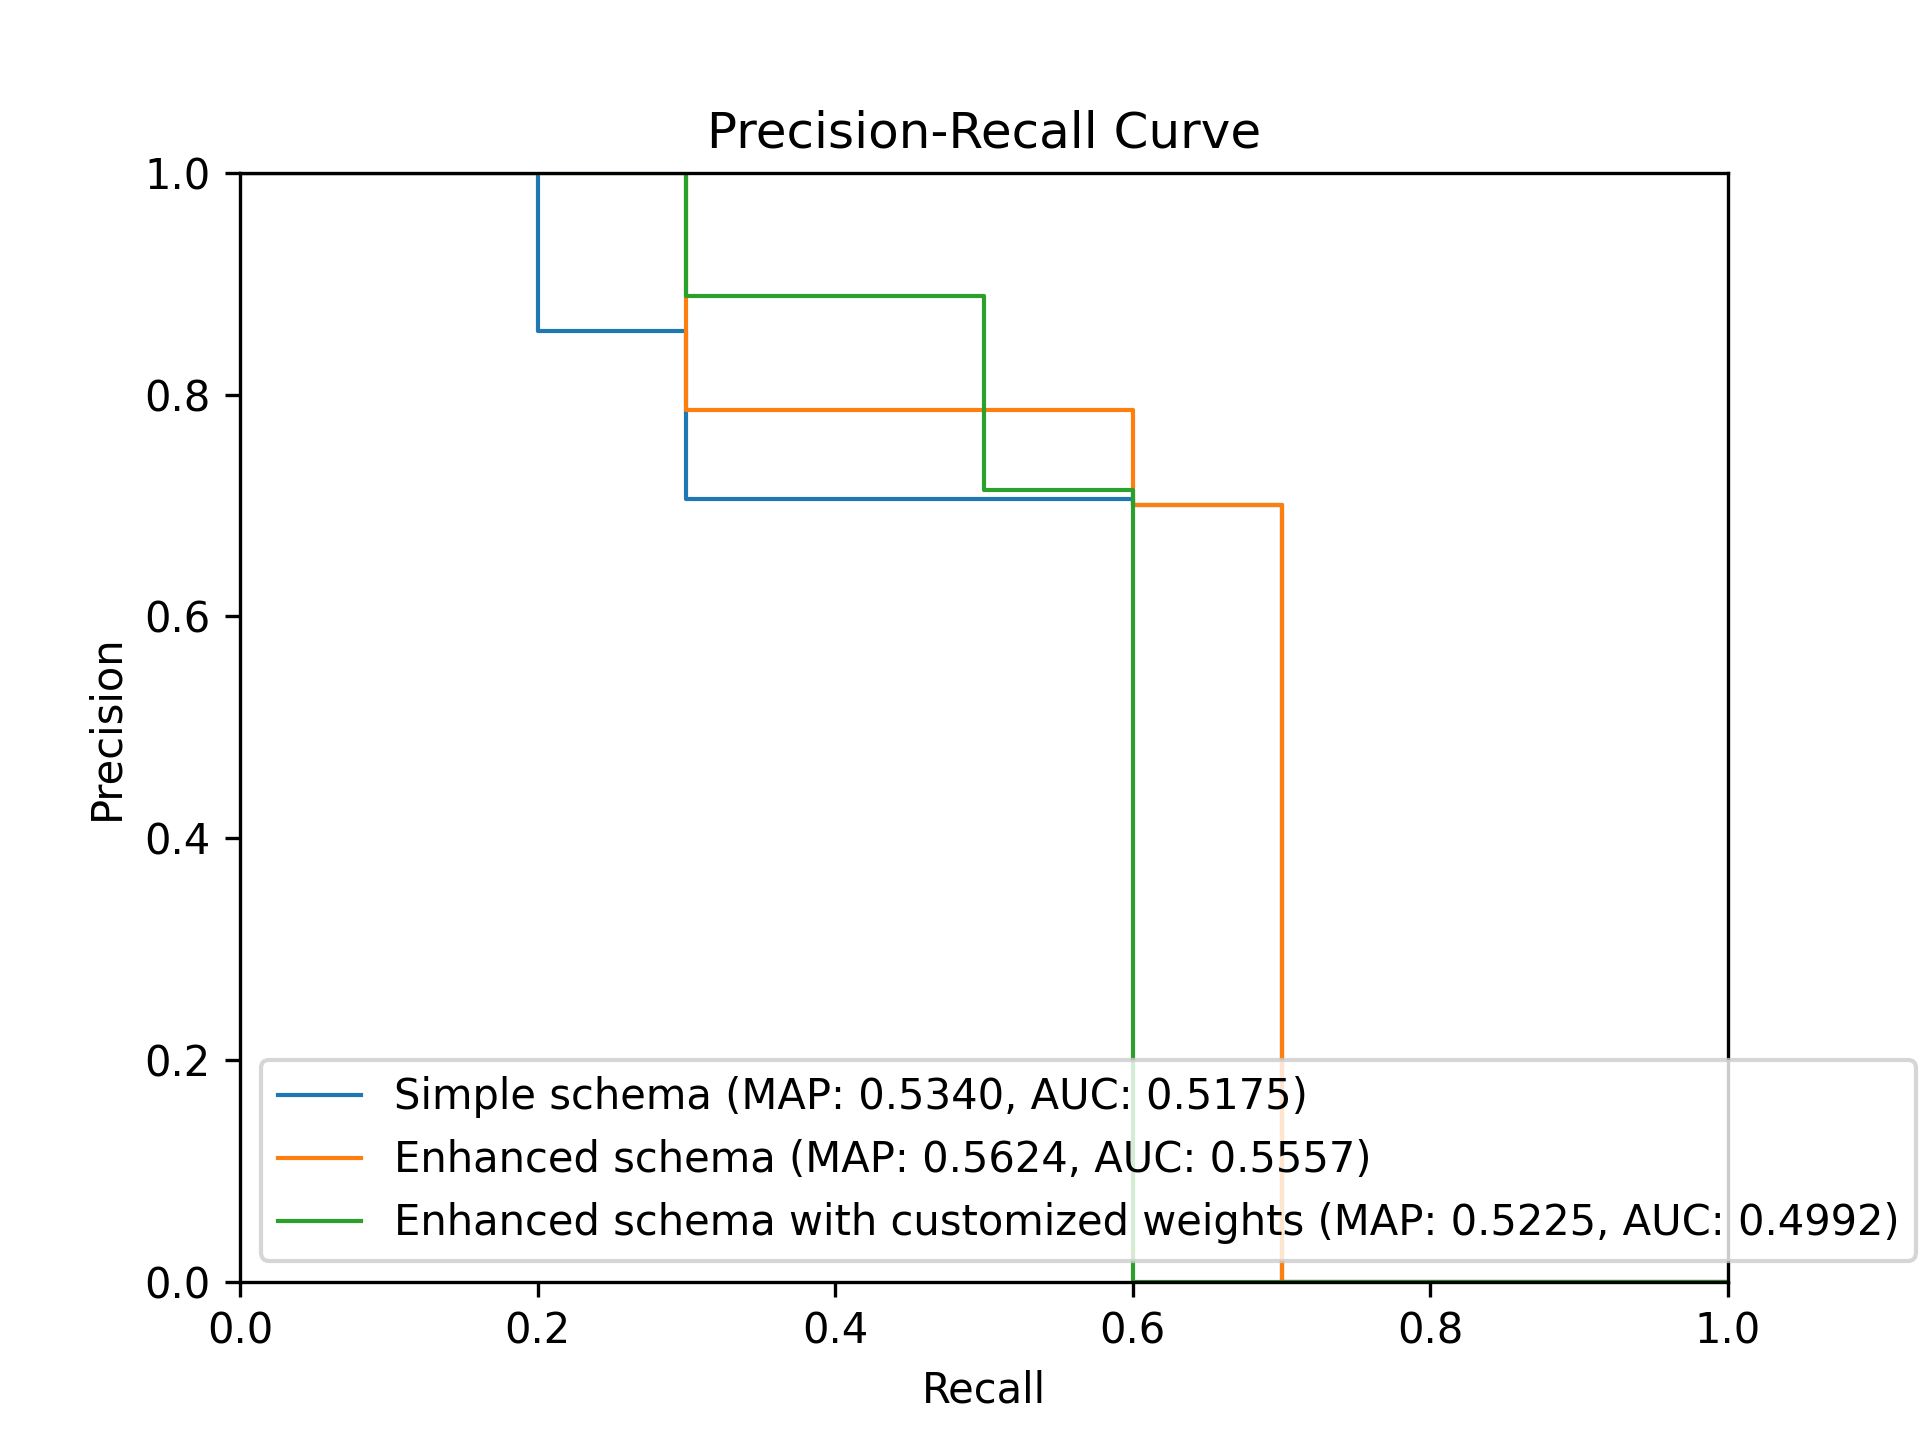 Precision-Recall Curve
1.0
0.8
0.6
0.4
0.2
0.0
Precision
Simple schema (MAP: 0.5340, AUC: 0.5175)
Enhanced schema (MAP: 0.5624, AUC: 0.5557)
Enhanced schema with customized weights (MAP: 0.5225, AUC: 0.4992)
0.0 0.2 0.4 0.6 0.8 1.0
Recall